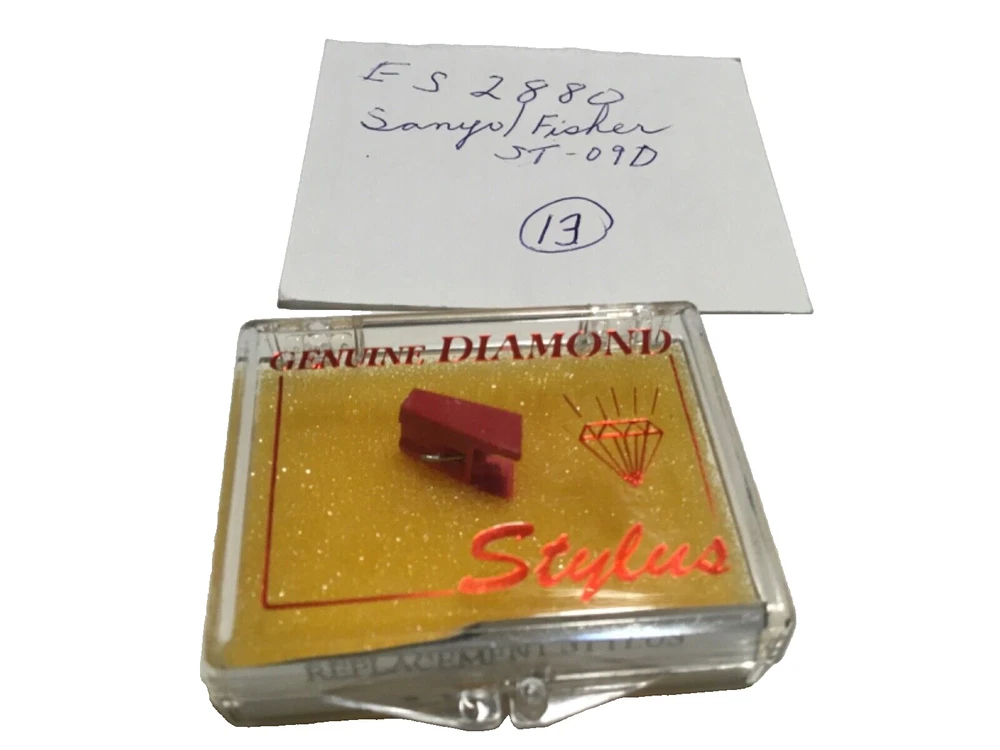 ES 2880
Sanyo/Fisher
ST-09D
13
GENUINE DIAMOND
Stylus
REPLACEMENT STYLUS